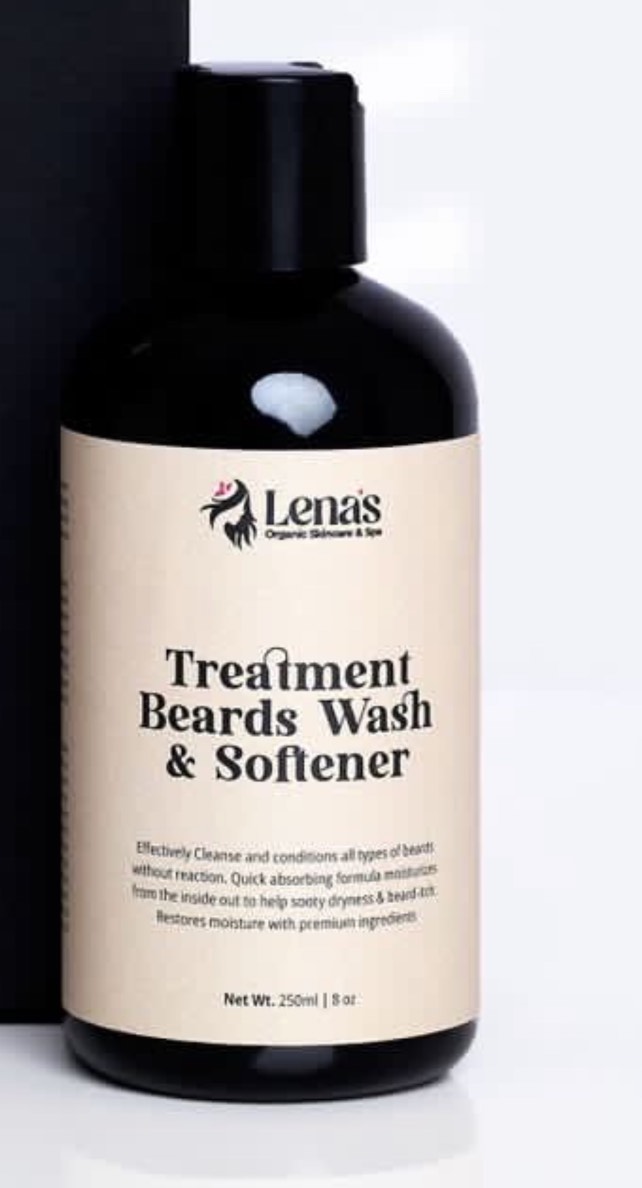 Lena's
Organic Skincare & Spa
Treatment
Beards Wash
& Softener
Effectively Cleanse and conditions all types of beards
without reaction. Quick absorbing formula moisturizes
from the inside out to help sooty dryness & beard-itch.
Restores moisture with premium ingredients
Net Wt. 250ml | 8 oz